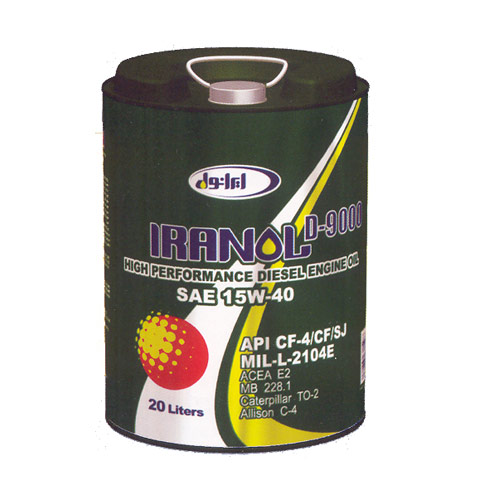 ایرانول
IRANOL D-9000
HIGH PERFORMANCE DIESEL ENGINE OIL
SAE 15W-40
API CF-4/CF/SJ
MIL-L-2104E
ACEA E2
MB 228.1
Caterpillar TO-2
Allison C-4
20 Liters